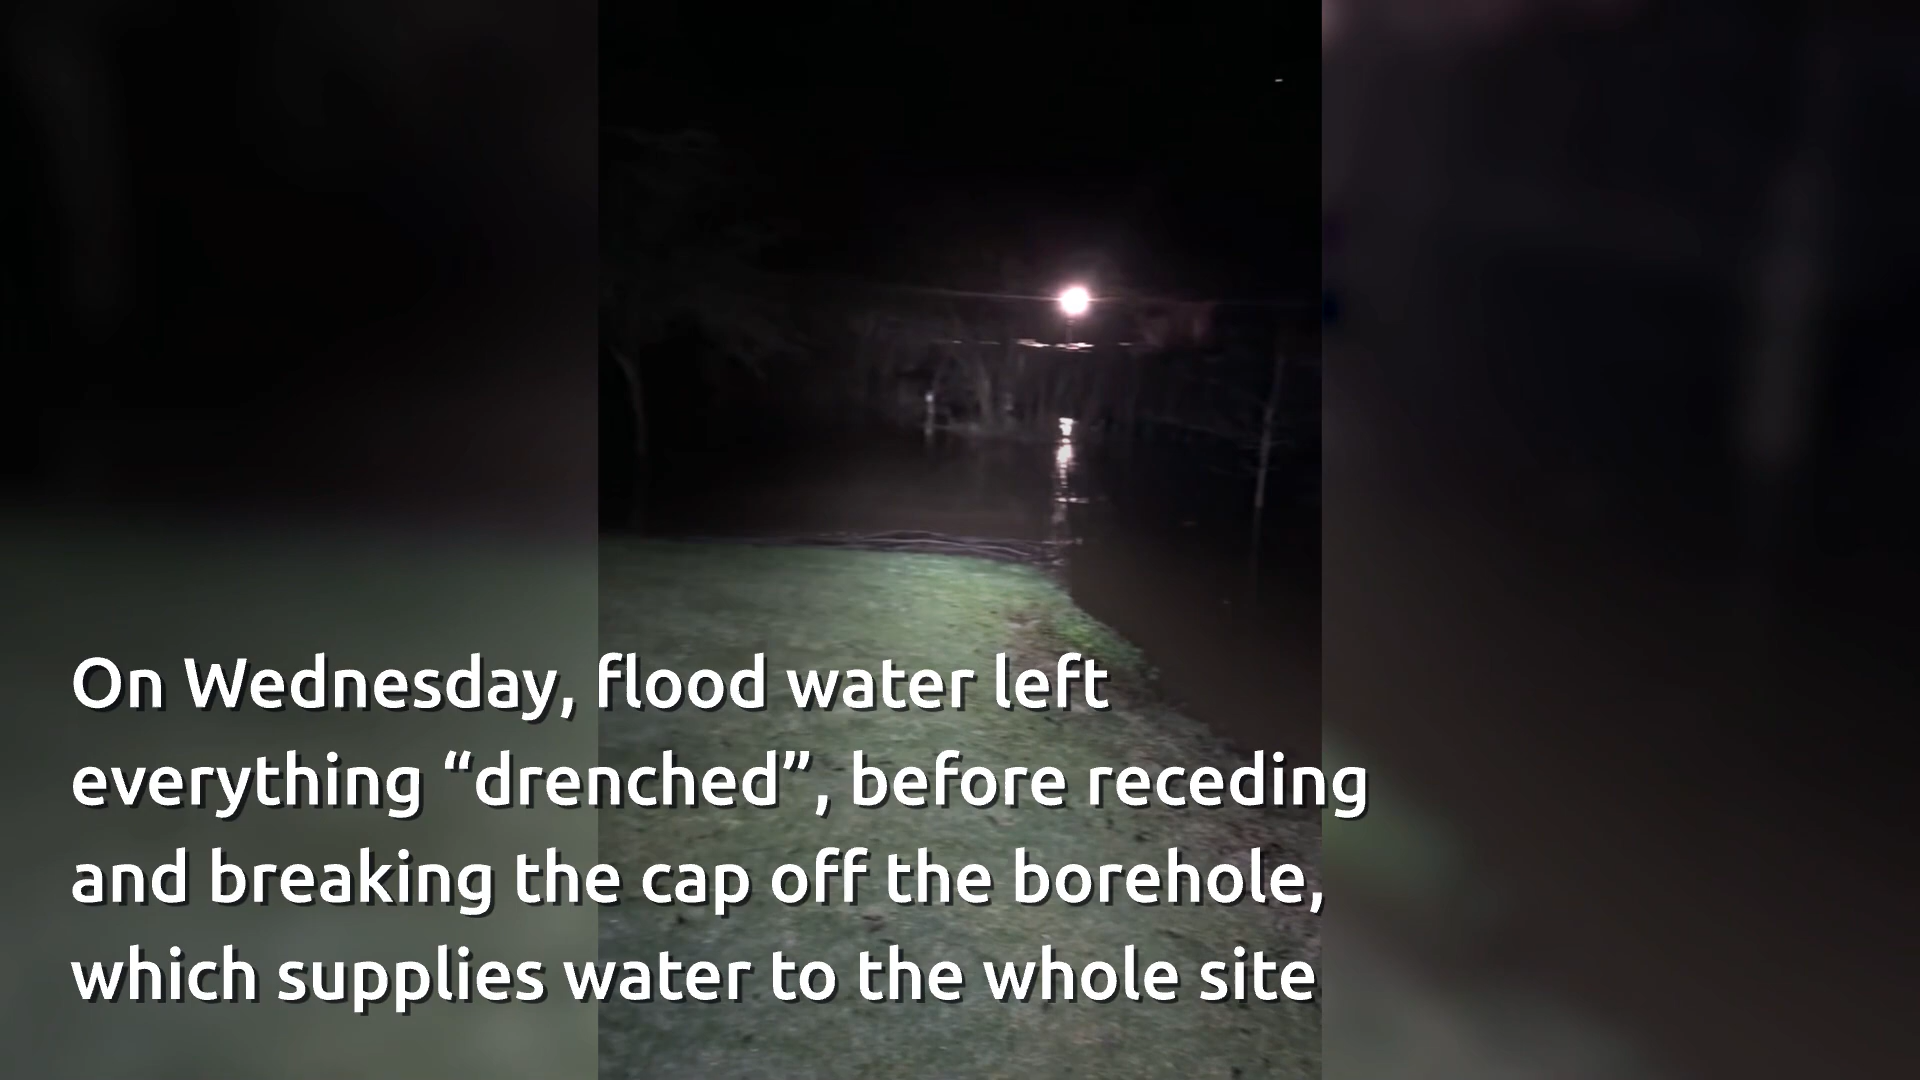 On Wednesday, flood water left
everything “drenched”, before receding
and breaking the cap off the borehole,
which supplies water to the whole site